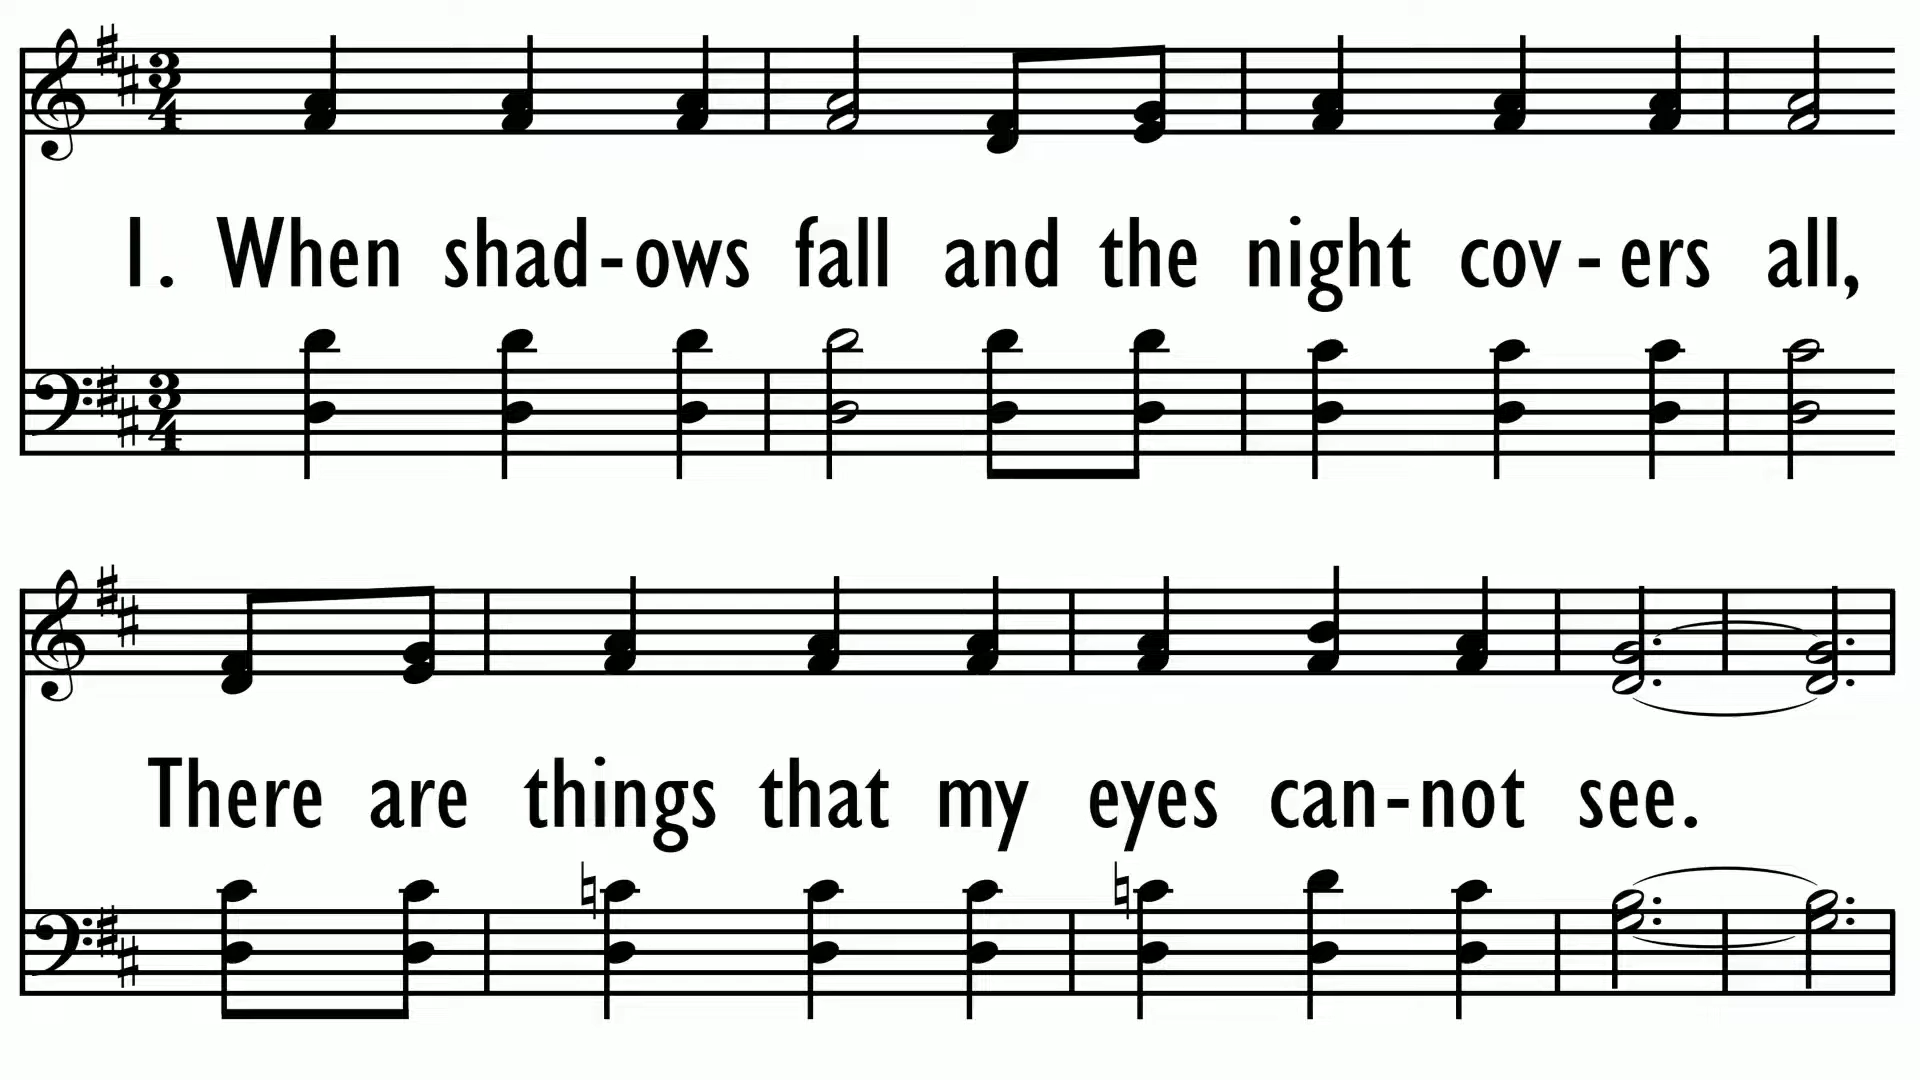 1. When shad-ows fall and the night cov-ers all,
There are things that my eyes can-not see.